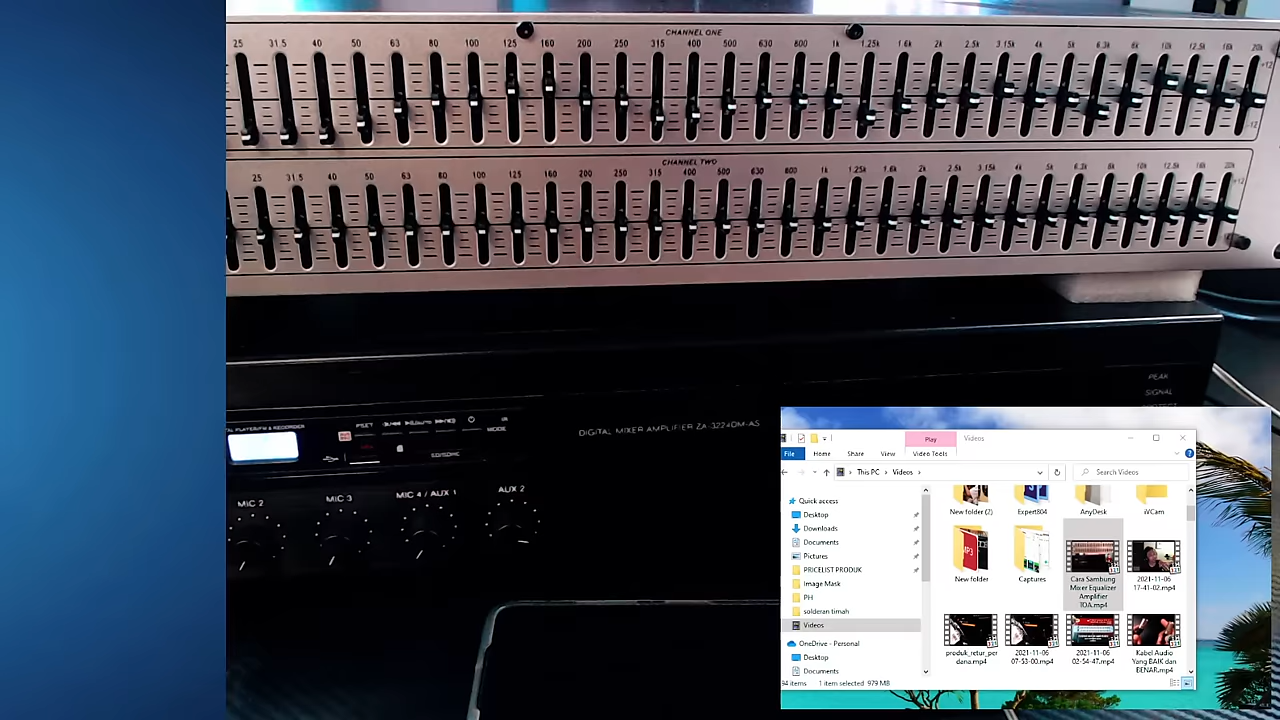 CHANNEL ONE
25 31.5 40 50 63 80 100 125 160 200 250 315 400 500 630 800 1k 1.25k 1.6k 2k 2.5k 3.15k 4k 5k 6.3k 8k 10k 12.5k 16k 20k
+12
-12
CHANNEL TWO
25 31.5 40 50 63 80 100 125 160 200 250 315 400 500 630 800 1k 1.25k 1.6k 2k 2.5k 3.15k 4k 5k 6.3k 8k 10k 12.5k 16k 20k
+12
PEAK
SIGNAL
MODE
DIGITAL MIXER AMPLIFIER ZA-3224DM-AS
MIC 2 MIC 3 MIC 4 / AUX 1 AUX 2
Play Videos
File Home Share View Video Tools
This PC › Videos ›
Search Videos
Quick access
Desktop
Downloads
Documents
Pictures
PRICELIST PRODUK
Image Mask
PH
solderan timah
Videos
OneDrive - Personal
Desktop
Documents
New folder (2) Expert804 AnyDesk iVCam
New folder Captures
Cara Sambung
Mixer Equalizer
Amplifier
TOA.mp4
2021-11-06
17-41-02.mp4
produk_retur_per
dana.mp4
2021-11-06
07-53-00.mp4
2021-11-06
02-54-47.mp4
Kabel Audio
Yang BAIK dan
BENAR.mp4
94 items 1 item selected 979 MB